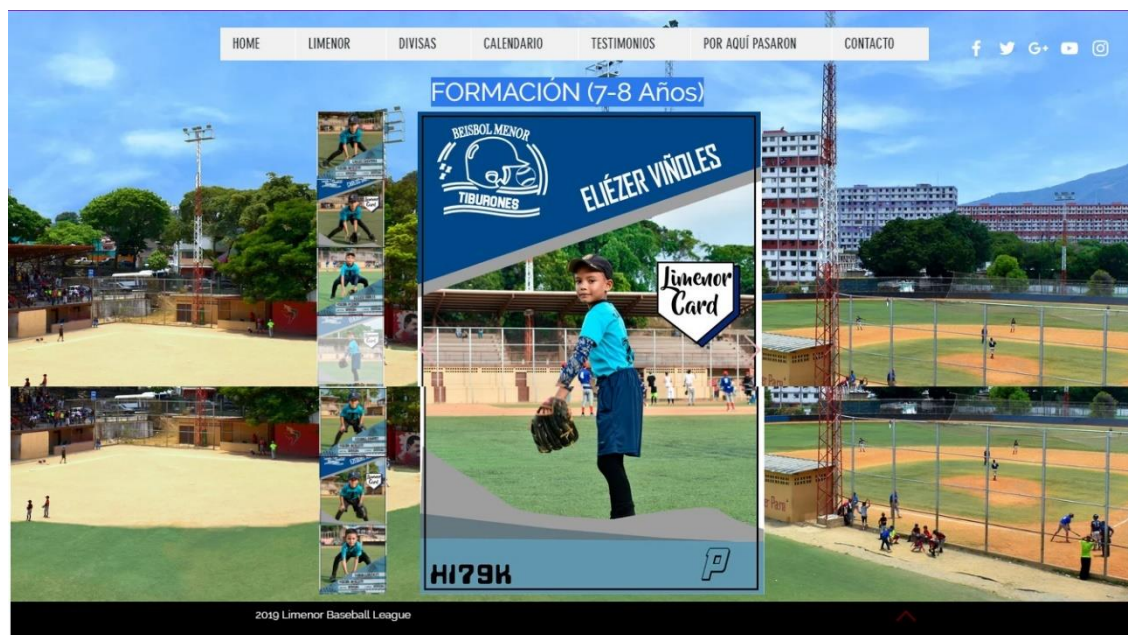 HOME LIMENOR DIVISAS CALENDARIO TESTIMONIOS POR AQUÍ PASARON CONTACTO
FORMACIÓN (7-8 Años)
BEISBOL MENOR
TIBURONES
ELIÉZER VIÑOLES
Limenor
Card
HI79K
P
2019 Limenor Baseball League